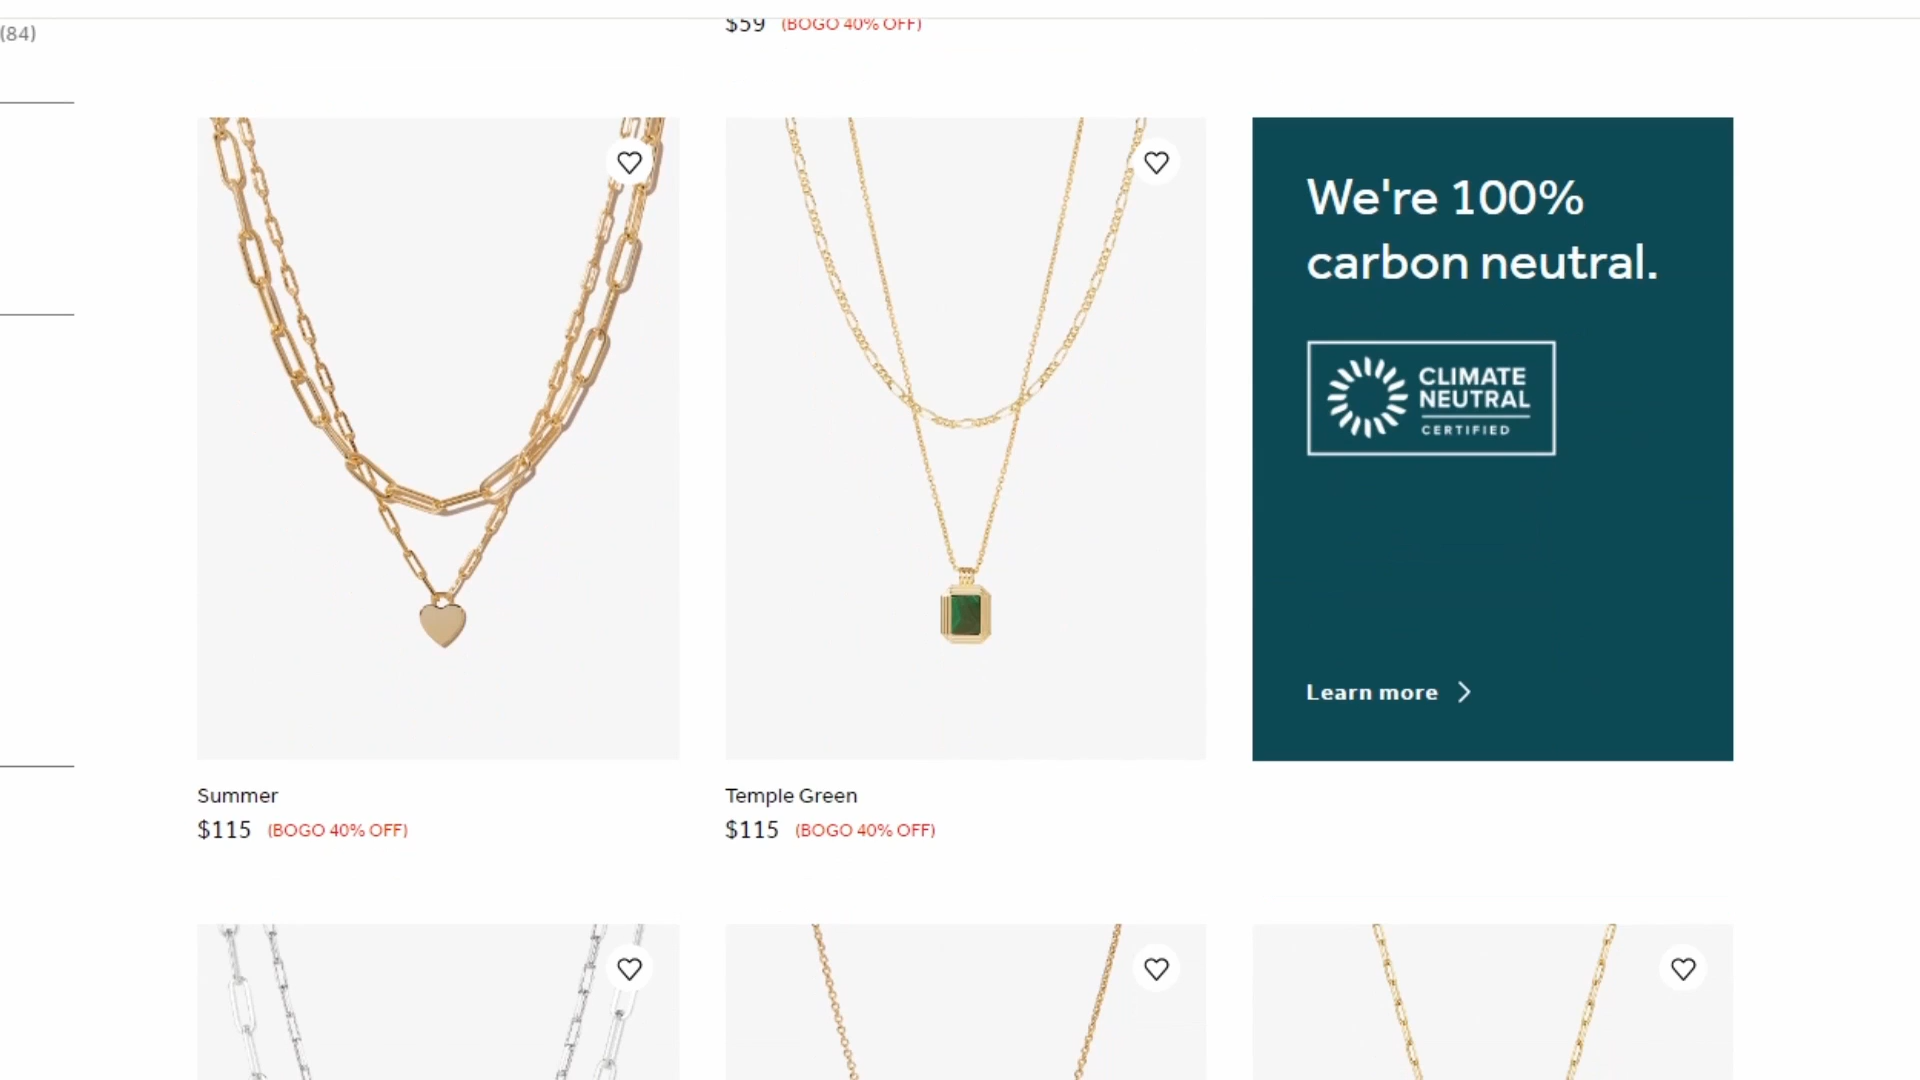 (84)
$59 (BOGO 40% OFF)
We're 100%
carbon neutral.
CLIMATE
NEUTRAL
CERTIFIED
Learn more
Summer
$115 (BOGO 40% OFF)
Temple Green
$115 (BOGO 40% OFF)